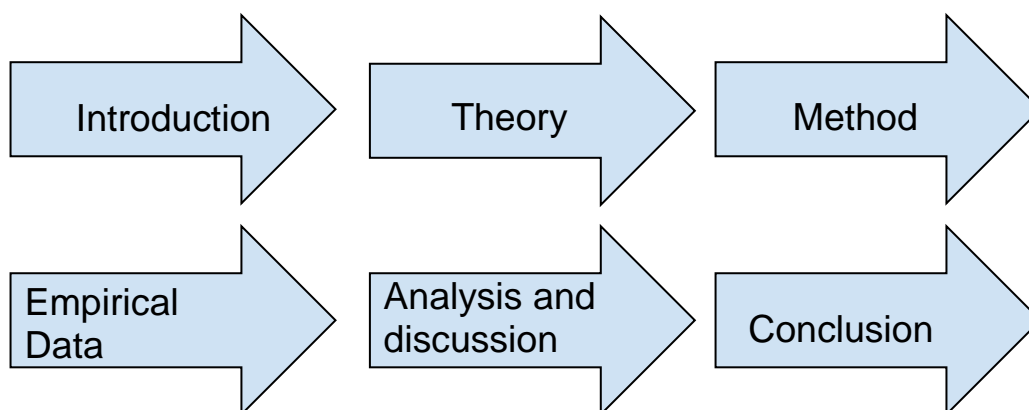 Introduction
Theory
Method
Empirical
Data
Analysis and
discussion
Conclusion